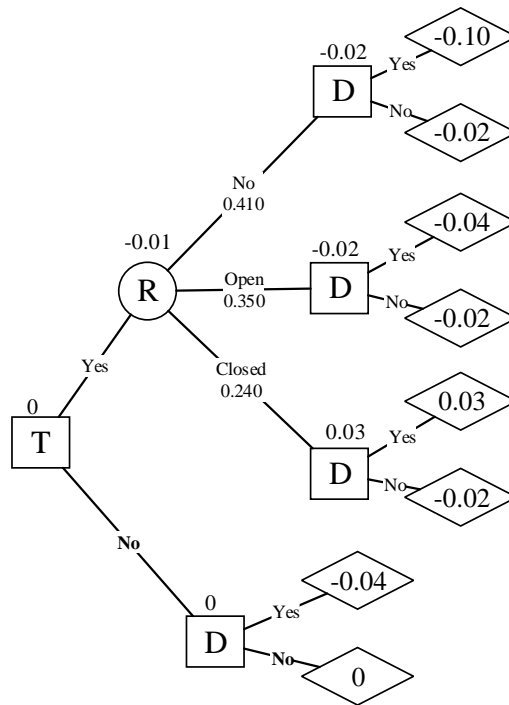 -0.10
-0.02
Yes
D
No
-0.02
No
0.410
-0.04
-0.01
-0.02
Yes
Open
R
D
0.350
No
-0.02
Closed
0.240
Yes
0.03
0
0.03
Yes
T
D
No
-0.02
No
-0.04
0
Yes
D
No
0